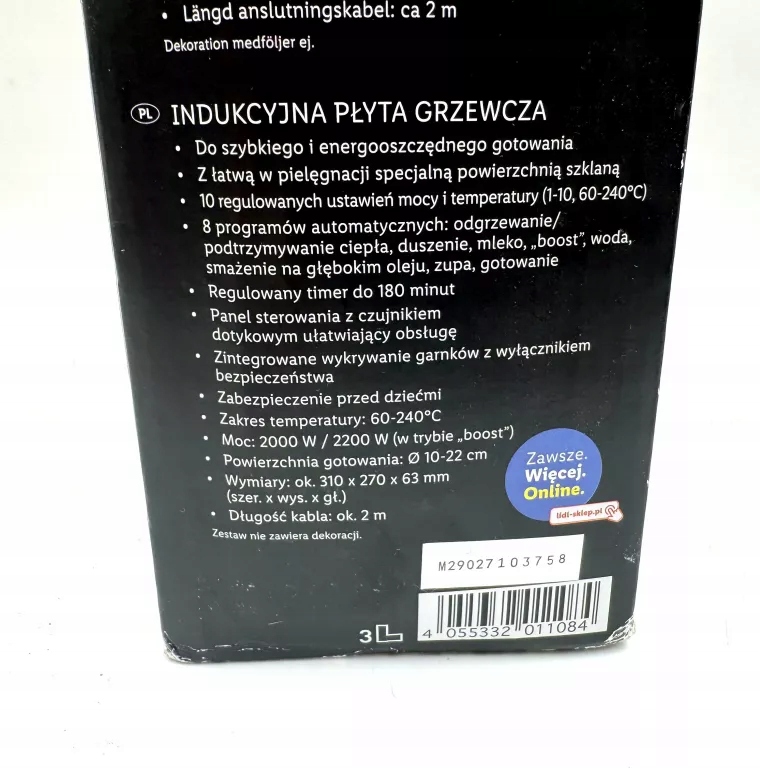 • Längd anslutningskabel: ca 2 m
Dekoration medföljer ej.
PL INDUKCYJNA PŁYTA GRZEWCZA
• Do szybkiego i energooszczędnego gotowania
• Z łatwą w pielęgnacji specjalną powierzchnią szklaną
• 10 regulowanych ustawień mocy i temperatury (1-10, 60-240°C)
• 8 programów automatycznych: odgrzewanie/
podtrzymywanie ciepła, duszenie, mleko, „boost”, woda,
smażenie na głębokim oleju, zupa, gotowanie
• Regulowany timer do 180 minut
• Panel sterowania z czujnikiem
dotykowym ułatwiający obsługę
• Zintegrowane wykrywanie garnków z wyłącznikiem
bezpieczeństwa
• Zabezpieczenie przed dziećmi
• Zakres temperatury: 60-240°C
• Moc: 2000 W / 2200 W (w trybie „boost”)
• Powierzchnia gotowania: Ø 10-22 cm
• Wymiary: ok. 310 x 270 x 63 mm
(szer. x wys. x gł.)
• Długość kabla: ok. 2 m
Zestaw nie zawiera dekoracji.
Zawsze.
Więcej.
Online.
lidl-sklep.pl
M29027103758
3L
4 055332 011084